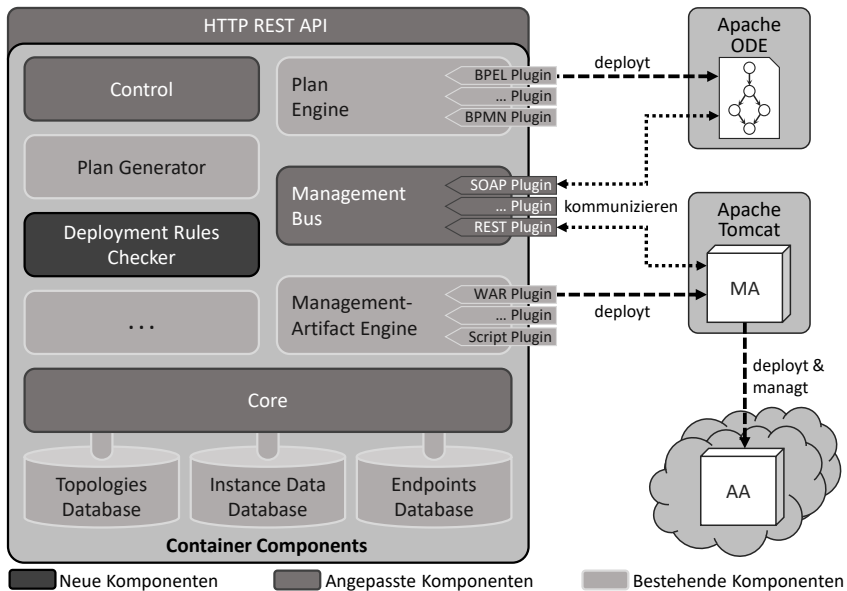 HTTP REST API
Control
Plan Generator
Deployment Rules
Checker
...
Plan
Engine
BPEL Plugin
... Plugin
BPMN Plugin
Management
Bus
SOAP Plugin
... Plugin
REST Plugin
Management-
Artifact Engine
WAR Plugin
... Plugin
Script Plugin
Core
Topologies
Database
Instance Data
Database
Endpoints
Database
Container Components
deployt
kommunizieren
deployt
Apache
ODE
Apache
Tomcat
MA
deployt &
managt
AA
Neue Komponenten
Angepasste Komponenten
Bestehende Komponenten